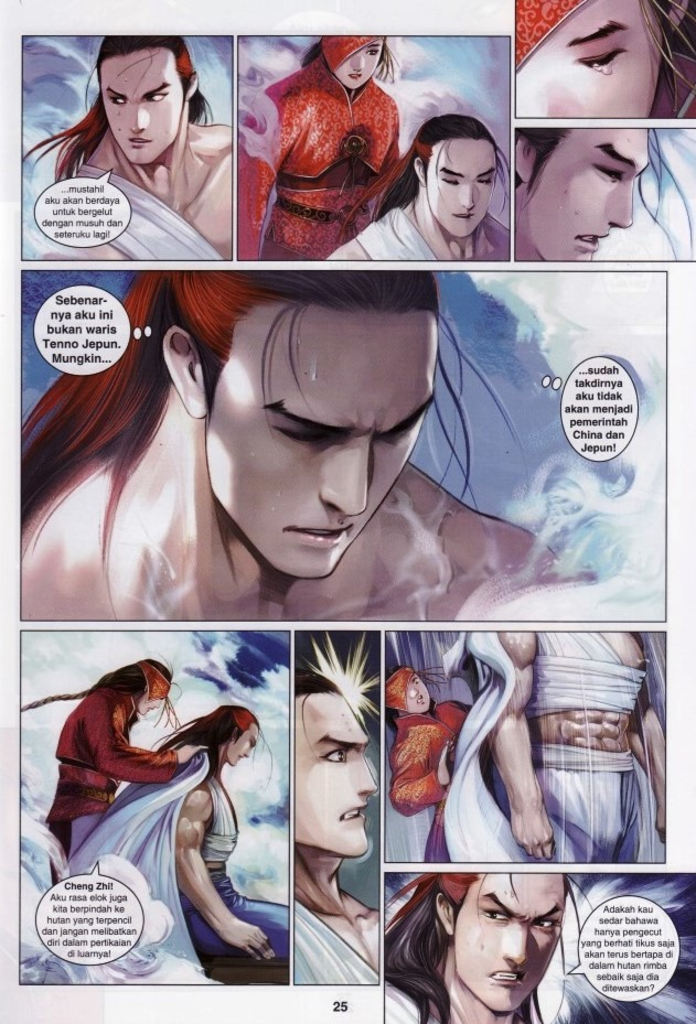 ...mustahil
aku akan berdaya
untuk bergelut
dengan musuh dan
seteruku lagi!
Sebenar-
nya aku ini
bukan waris
Tenno Jepun.
Mungkin...
...sudah
takdirnya
aku tidak
akan menjadi
pemerintah
China dan
Jepun!
Cheng Zhi!
Aku rasa elok juga
kita berpindah ke
hutan yang terpencil
dan jangan melibatkan
diri dalam pertikaian
di luarnya!
Adakah kau
sedar bahawa
hanya pengecut
yang berhati tikus saja
akan terus bertapa di
dalam hutan rimba
sebaik saja dia
ditewaskan?
25